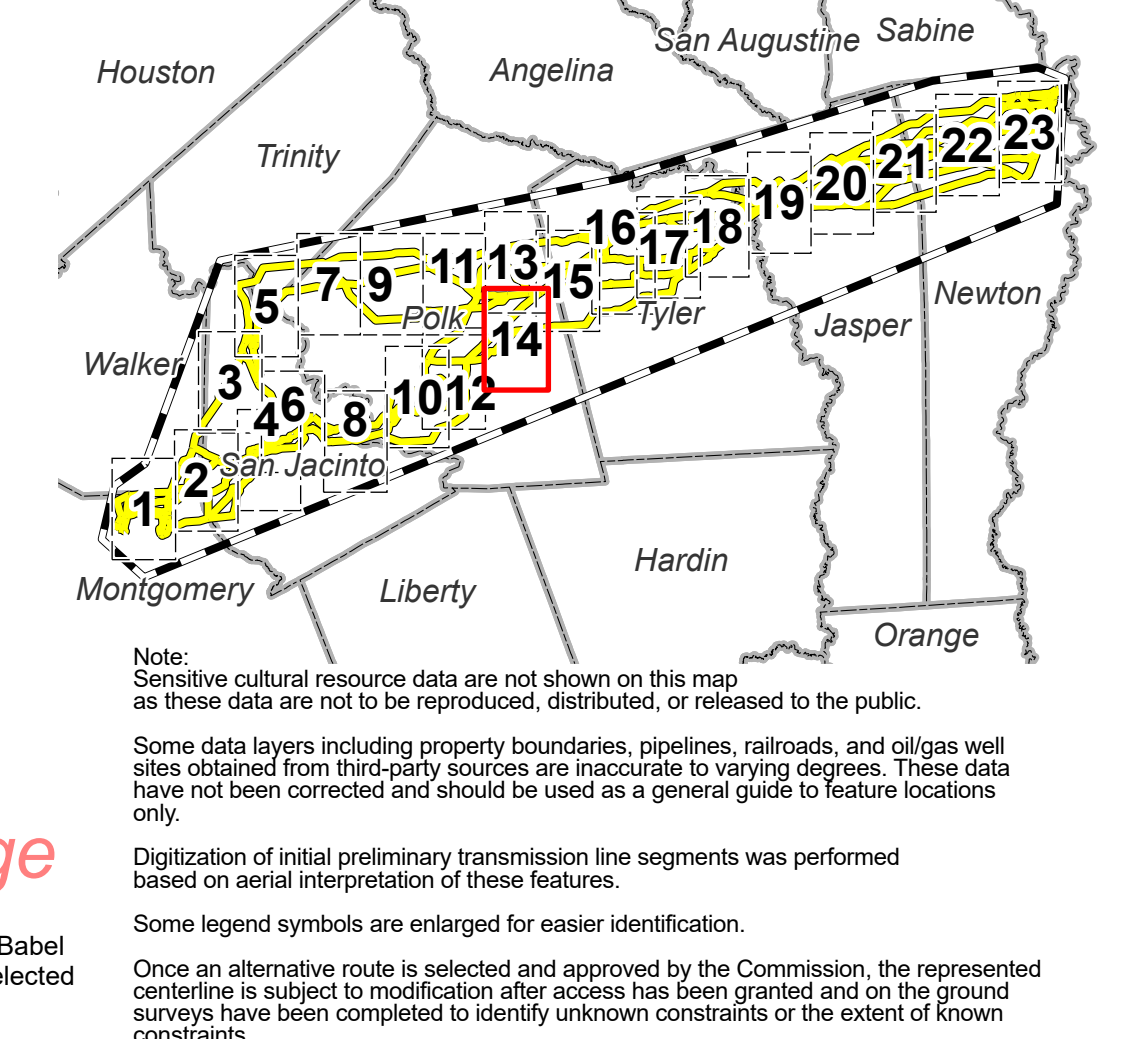 San Augustine
Sabine
Houston
Angelina
Trinity
23
22
21
20
19
18
16
17
13
11
15
7
9
5
Polk
Tyler
14
Newton
Jasper
Walker
3
10
12
6
4
8
San Jacinto
2
1
Hardin
Montgomery
Liberty
Orange
Note:
Sensitive cultural resource data are not shown on this map
as these data are not to be reproduced, distributed, or released to the public.
Some data layers including property boundaries, pipelines, railroads, and oil/gas well
sites obtained from third-party sources are inaccurate to varying degrees. These data
have not been corrected and should be used as a general guide to feature locations
only.
ge
Digitization of initial preliminary transmission line segments was performed
based on aerial interpretation of these features.
Some legend symbols are enlarged for easier identification.
Babel
elected
Once an alternative route is selected and approved by the Commission, the represented
centerline is subject to modification after access has been granted and on the ground
surveys have been completed to identify unknown constraints or the extent of known
constraints